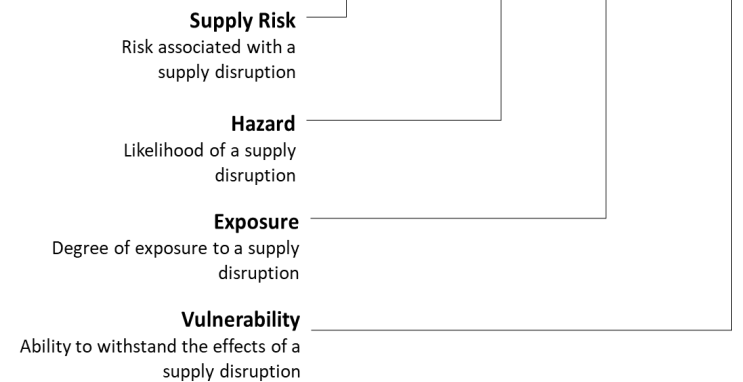 Supply Risk
Risk associated with a
supply disruption
Hazard
Likelihood of a supply
disruption
Exposure
Degree of exposure to a supply
disruption
Vulnerability
Ability to withstand the effects of a
supply disruption